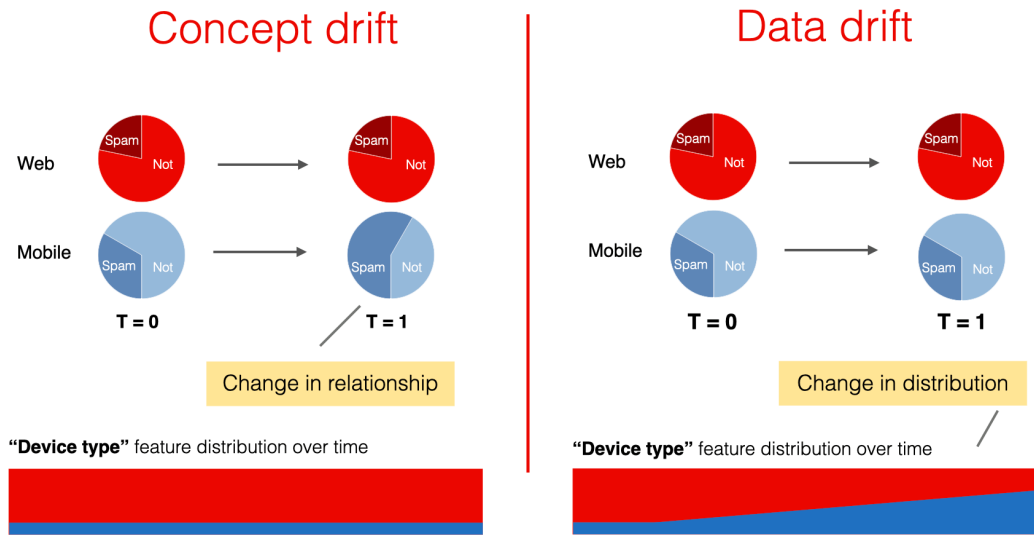 Concept drift
Web
Spam
Not
Spam
Not
Mobile
Spam
Not
Spam
Not
T = 0
T = 1
Change in relationship
“Device type” feature distribution over time
Data drift
Web
Spam
Not
Spam
Not
Mobile
Spam
Not
Spam
Not
T = 0
T = 1
Change in distribution
“Device type” feature distribution over time